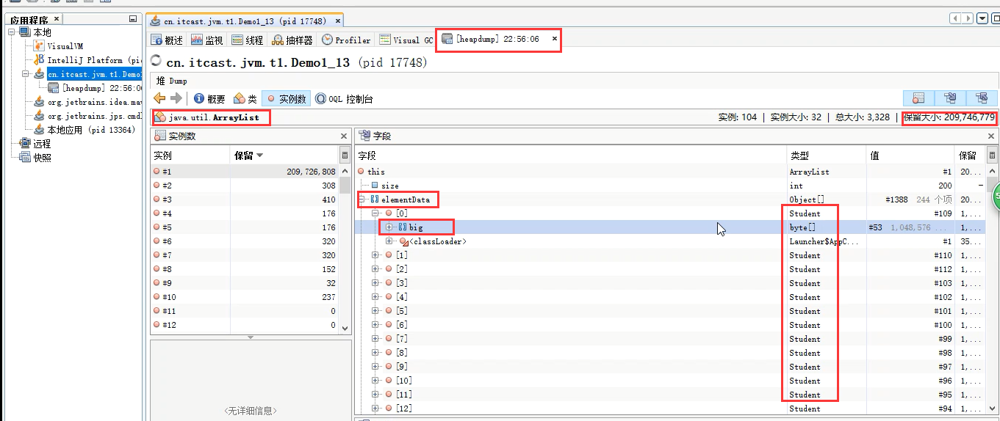 应用程序 ×
本地
VisualVM
IntelliJ Platform (pi
cn.itcast.jvm.t1.Demo1
[heapdump] 22:56:0
org.jetbrains.idea.ma
org.jetbrains.jps.cmd
本地应用 (pid 13364)
远程
快照
cn.itcast.jvm.t1.Demo1_13 (pid 17748) ×
概述 监视 线程 抽样器 Profiler Visual GC [heapdump] 22:56:06 ×
cn.itcast.jvm.t1.Demo1_13 (pid 17748)
堆 Dump
概要 类 实例数 OQL 控制台
java.util.ArrayList 实例: 104 | 实例大小: 32 | 总大小: 3,328 | 保留大小: 209,746,779
实例数 ×
实例 保留
#1 209,726,808
#2 308
#3 410
#4 176
#5 176
#6 320
#7 320
#8 152
#9 32
#10 237
#11 0
#12 0
<无详细信息>
字段 ×
字段 类型 值 保留
this ArrayList #1 20...
size int 200 −
elementData Object[] #1388 244 个项 20...
[0] Student #109 1,...
big byte[] #53 1,048,576 ... 1,...
<classLoader> Launcher$AppC... #1 35...
[1] Student #110 1,...
[2] Student #112 1,...
[3] Student #103 1,...
[4] Student #102 1,...
[5] Student #101 1,...
[6] Student #100 1,...
[7] Student #99 1,...
[8] Student #98 1,...
[9] Student #97 1,...
[10] Student #96 1,...
[11] Student #95 1,...
[12] Student #94 1,...